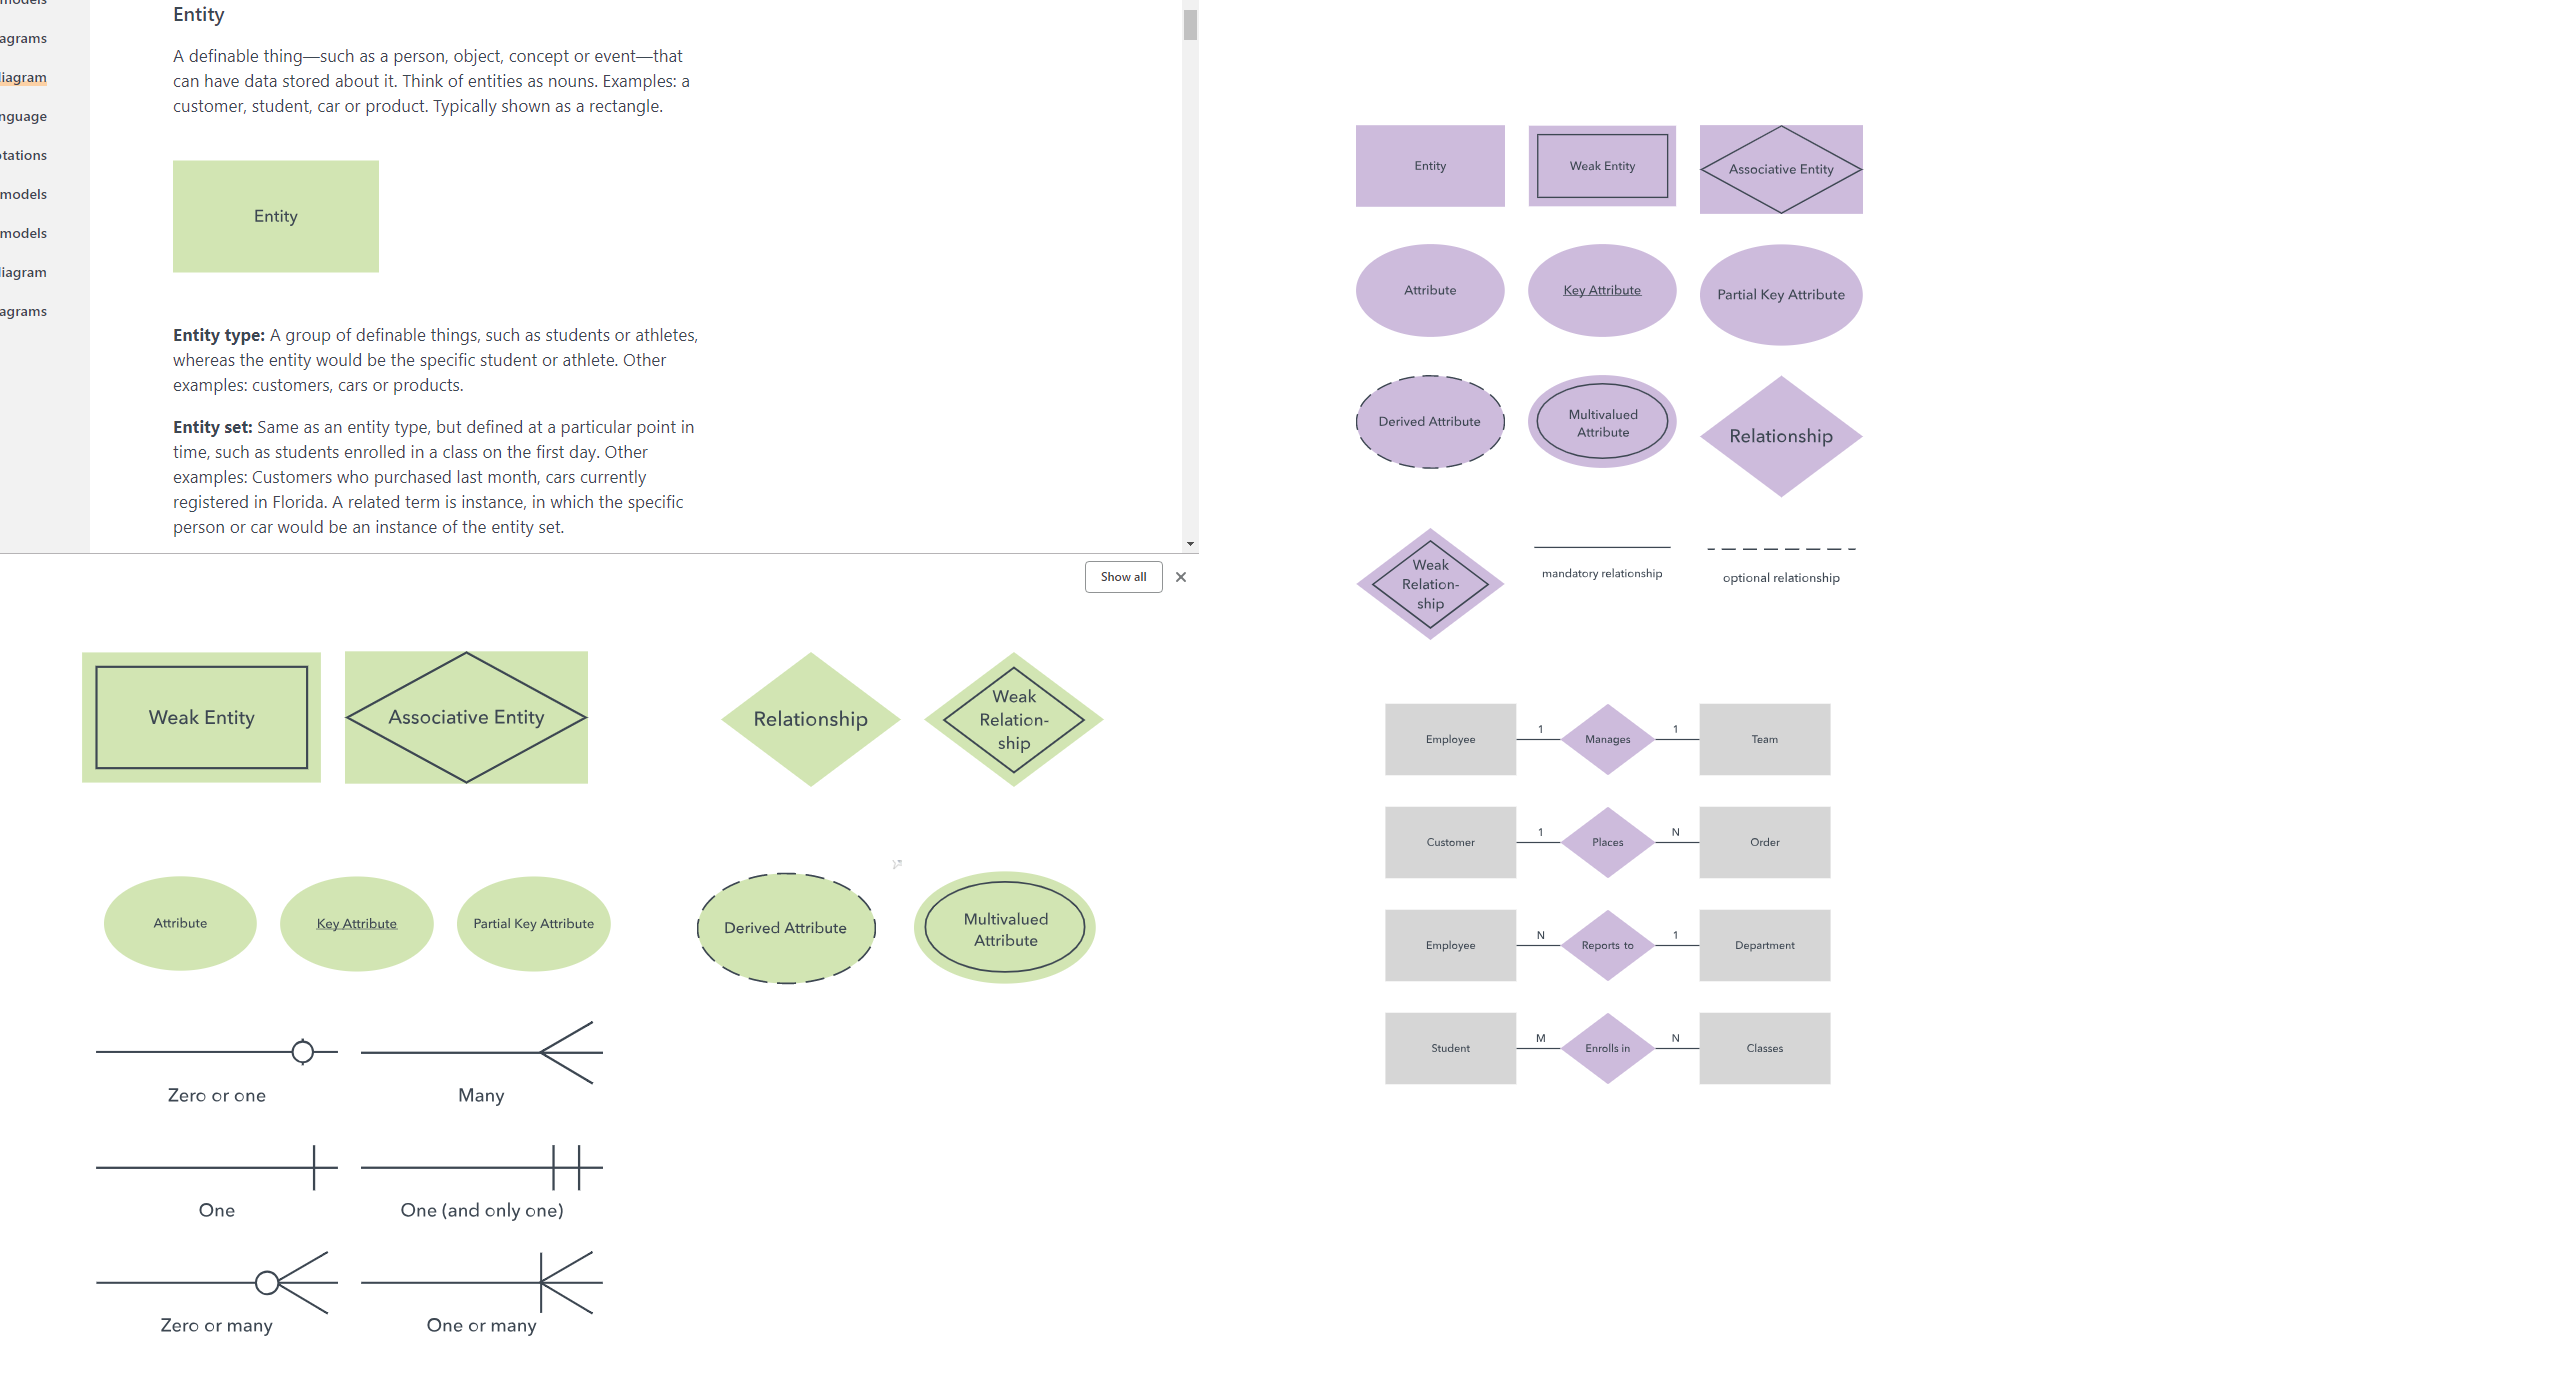 Entity
A definable thing—such as a person, object, concept or event—that
can have data stored about it. Think of entities as nouns. Examples: a
customer, student, car or product. Typically shown as a rectangle.
Entity
Entity type: A group of definable things, such as students or athletes,
whereas the entity would be the specific student or athlete. Other
examples: customers, cars or products.
Entity set: Same as an entity type, but defined at a particular point in
time, such as students enrolled in a class on the first day. Other
examples: Customers who purchased last month, cars currently
registered in Florida. A related term is instance, in which the specific
person or car would be an instance of the entity set.
models
agrams
iagram
nguage
tations
models
models
iagram
agrams
Show all
Weak Entity
Associative Entity
Relationship
Weak
Relation-
ship
Attribute
Key Attribute
Partial Key Attribute
Derived Attribute
Multivalued
Attribute
Zero or one
Many
One
One (and only one)
Zero or many
One or many
Entity
Weak Entity
Associative Entity
Attribute
Key Attribute
Partial Key Attribute
Derived Attribute
Multivalued
Attribute
Relationship
Weak
Relation-
ship
mandatory relationship
optional relationship
Employee
1
Manages
1
Team
Customer
1
Places
N
Order
Employee
N
Reports to
1
Department
Student
M
Enrolls in
N
Classes